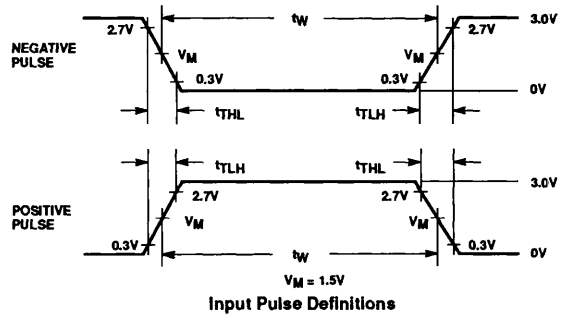 tW
3.0V
2.7V
2.7V
NEGATIVE
PULSE
VM
VM
0.3V
0.3V
0V
tTHL
tTLH
tTLH
tTHL
3.0V
2.7V
2.7V
POSITIVE
PULSE
VM
VM
0.3V
0.3V
0V
tW
VM = 1.5V
Input Pulse Definitions